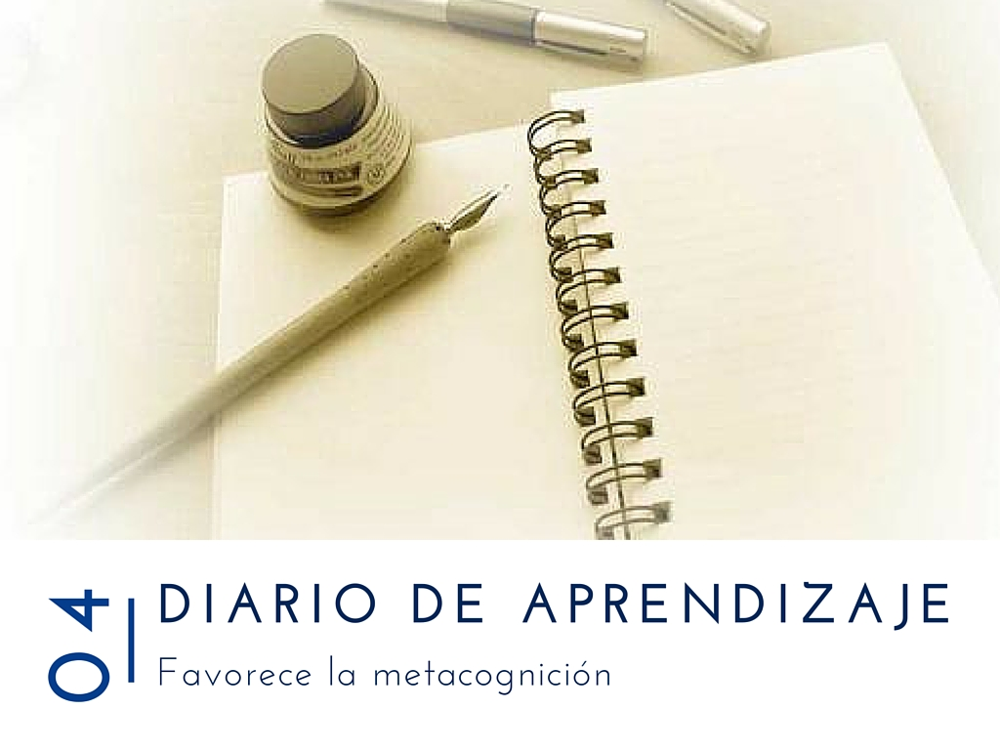 04
DIARIO DE APRENDIZAJE
Favorece la metacognición